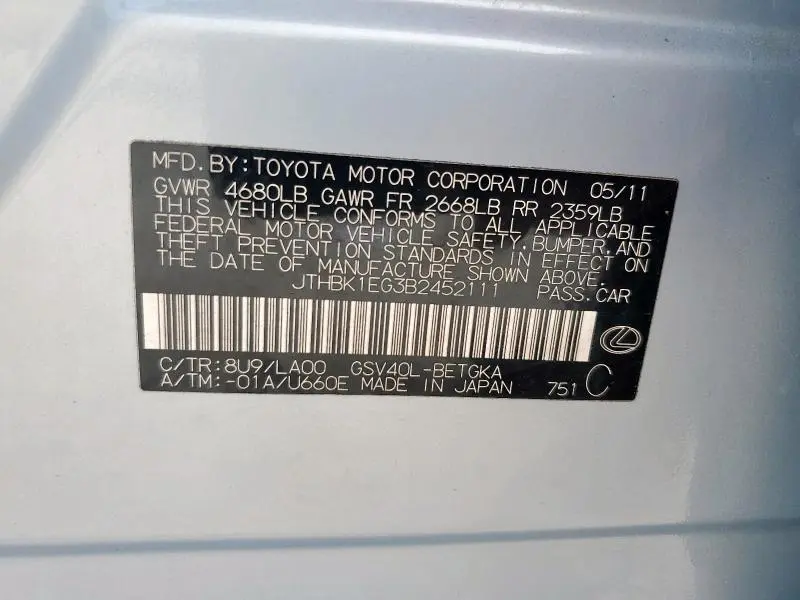 MFD.BY:TOYOTA MOTOR CORPORATION 05/11
GVWR 4680LB GAWR FR 2668LB RR 2359LB
THIS VEHICLE CONFORMS TO ALL APPLICABLE
FEDERAL MOTOR VEHICLE SAFETY,BUMPER,AND
THEFT PREVENTION STANDARDS IN EFFECT ON
THE DATE OF MANUFACTURE SHOWN ABOVE.
JTHBK1EG3B2452111 PASS.CAR
C/TR:8U9/LA00 GSV40L-BETGKA
A/TM:-01A/U660E MADE IN JAPAN 751 C